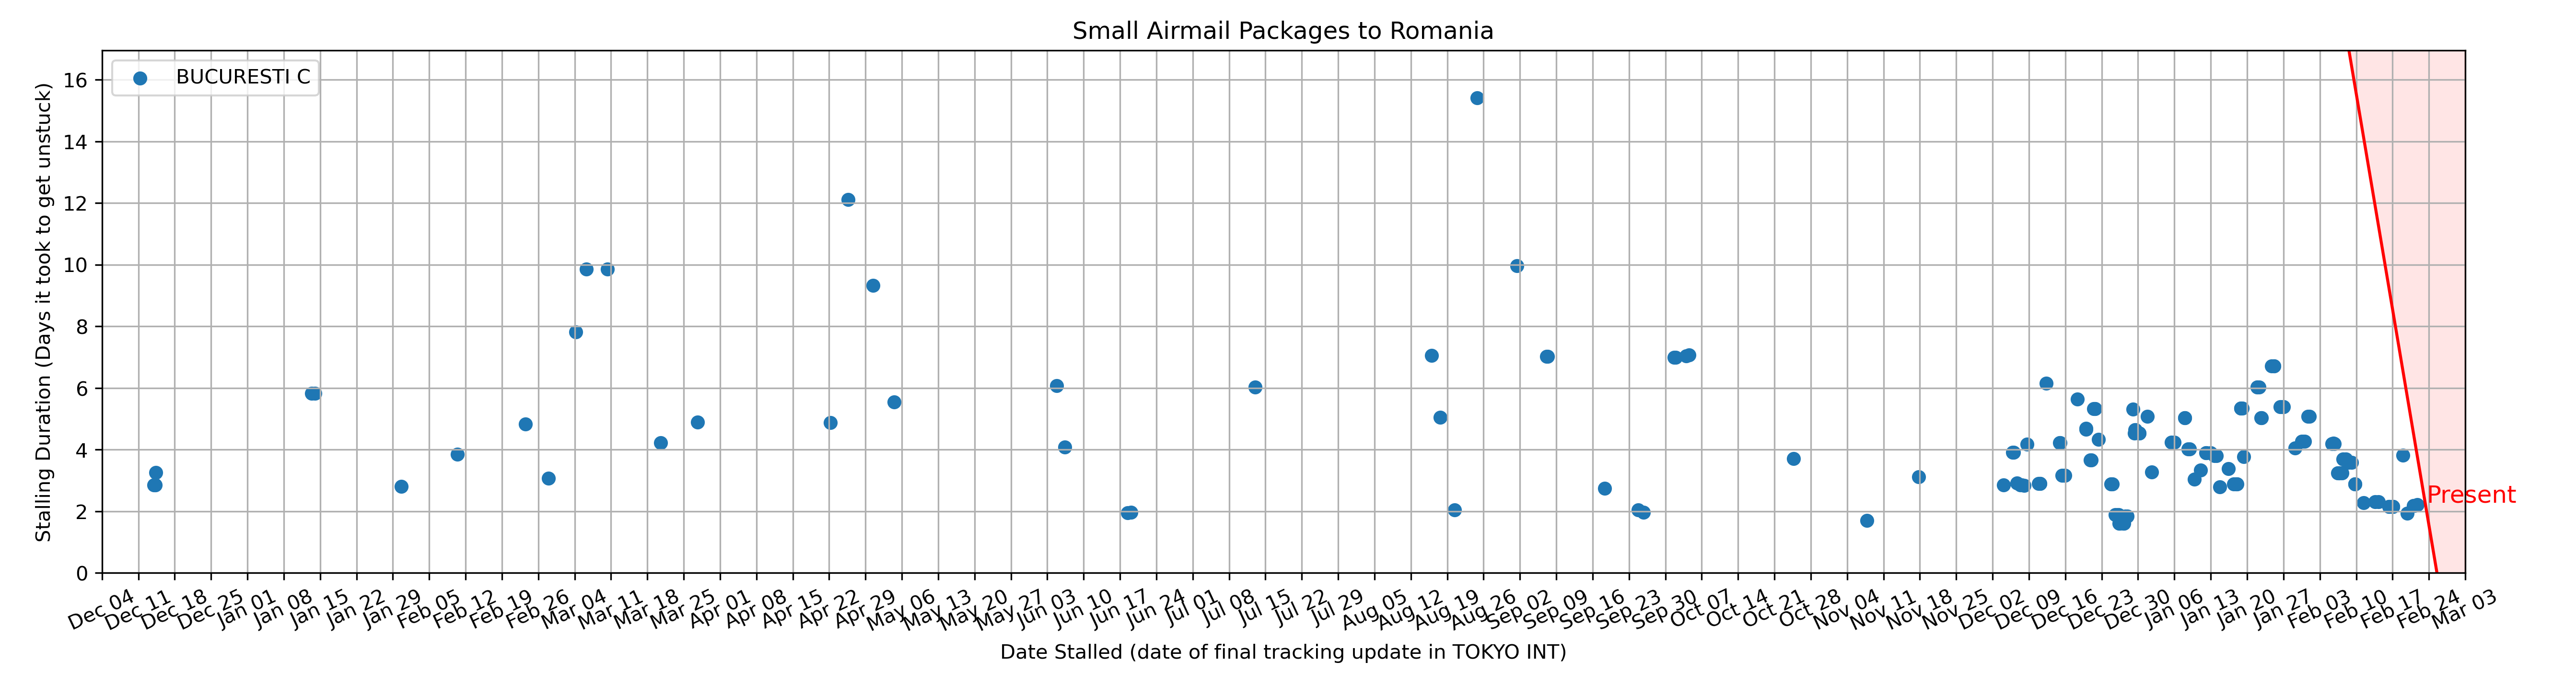 Small Airmail Packages to Romania
BUCURESTI C
Stalling Duration (Days it took to get unstuck)
16
14
12
10
8
6
4
2
0
Present
Dec 04 Dec 11 Dec 18 Dec 25 Jan 01 Jan 08 Jan 15 Jan 22 Jan 29 Feb 05 Feb 12 Feb 19 Feb 26 Mar 04 Mar 11 Mar 18 Mar 25 Apr 01 Apr 08 Apr 15 Apr 22 Apr 29 May 06 May 13 May 20 May 27 Jun 03 Jun 10 Jun 17 Jun 24 Jul 01 Jul 08 Jul 15 Jul 22 Jul 29 Aug 05 Aug 12 Aug 19 Aug 26 Sep 02 Sep 09 Sep 16 Sep 23 Sep 30 Oct 07 Oct 14 Oct 21 Oct 28 Nov 04 Nov 11 Nov 18 Nov 25 Dec 02 Dec 09 Dec 16 Dec 23 Dec 30 Jan 06 Jan 13 Jan 20 Jan 27 Feb 03 Feb 10 Feb 17 Feb 24 Mar 03
Date Stalled (date of final tracking update in TOKYO INT)